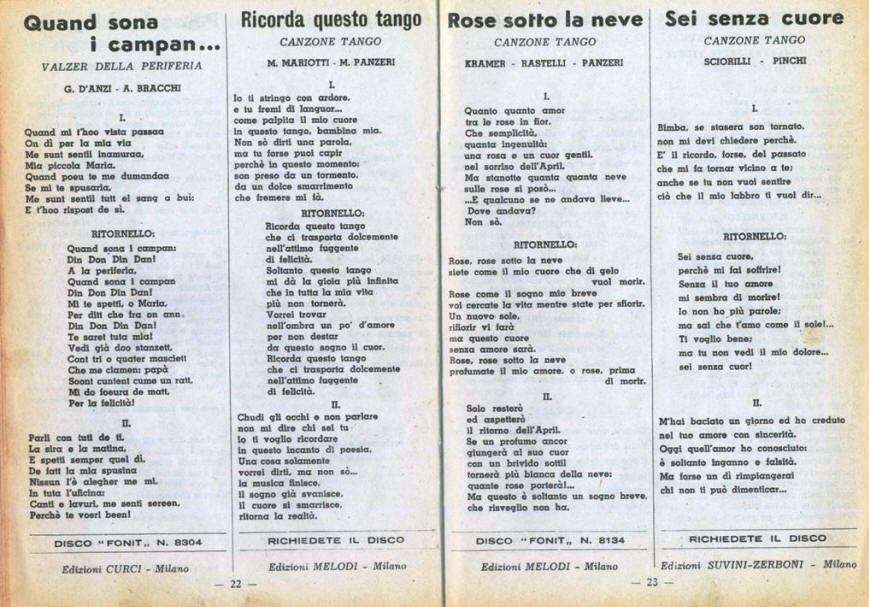 Quand sona
i campan...
VALZER DELLA PERIFERIA
G. D'ANZI - A. BRACCHI
I.
Quand mi t'hoo vista passaa
On dì per la mia via
Me sunt sentii inamuraa,
Mia piccola Maria.
Quand poeu te me dumandaa
Se mi te spusaria,
Me sunt sentii tutt el sang a bui:
E t'hoo rispost de sì.
RITORNELLO:
Quand sona i campan:
Din Don Din Dan!
A la periferia,
Quand sona i campan
Din Don Din Dan!
Mi te spetti, o Maria.
Per ditt che fra on ann.
Din Don Din Dan!
Te saret tuta mia!
Vedi già doo stanzett,
Cont tri o quater masciett
Che me clamen: papà
Soont cuntent cume un ratt,
Mi do foeura de matt,
Per la felicità!
II.
Parli con tuti de ti,
La sira e la matina,
E spetti semper quel dì.
De fatt la mia spusina
Nissun l'è alegher me mi.
In tuta l'uficina:
Canti e lavuri, me senti sereen.
Perchè te voeri been!
DISCO "FONIT„ N. 8304
Edizioni CURCI - Milano
Ricorda questo tango
CANZONE TANGO
M. MARIOTTI - M. PANZERI
I.
Io ti stringo con ardore,
e tu fremi di languor...
come palpita il mio cuore
in questo tango, bambina mia.
Non sò dirti una parola,
ma tu forse puoi capir
perchè in questo momento:
son preso da un tormento,
da un dolce smarrimento
che fremere mi fà.
RITORNELLO:
Ricorda questo tango
che ci trasporta dolcemente
nell'attimo fuggente
di felicità.
Soltanto questo tango
mi dà la gioia più infinita
che in tutta la mia vita
più non tornerà.
Vorrei trovar
nell'ombra un po' d'amore
per non destar
da questo sogno il cuor.
Ricorda questo tango
che ci trasporta dolcemente
nell'attimo fuggente
di felicità.
II.
Chudi gli occhi e non parlare
non mi dire chi sei tu
io ti voglio ricordare
in questo incanto di poesia.
Una cosa solamente
vorrei dirti, ma non sò...
la musica finisce,
il sogno già svanisce,
il cuore si smarrisce,
ritorna la realtà.
RICHIEDETE IL DISCO
Edizioni MELODI - Milano
— 22 —
Rose sotto la neve
CANZONE TANGO
KRAMER - RASTELLI - PANZERI
I.
Quanto quanto amor
tra le rose in fior.
Che semplicità,
quanta ingenuità:
una rosa e un cuor gentil,
nel sorriso dell'April.
Ma stanotte quanta quanta neve
sulle rose si posò...
...E qualcuno se ne andava lieve...
Dove andava?
Non sò.
RITORNELLO:
Rose, rose sotto la neve
siete come il mio cuore che di gelo
vuol morir.
Rose come il sogno mio breve
voi cercate la vita mentre state per sfiorir.
Un nuovo sole,
rifiorir vi farà
ma questo cuore
senza amore sarà.
Rose, rose sotto la neve
profumate il mio amore, o rose, prima
di morir.
II.
Solo resterò
ed aspetterò
il ritorno dell'April.
Se un profumo ancor
giungerà al suo cuor
con un brivido sottil
tornerà più bianca della neve;
quante rose porterà!...
Ma questo è soltanto un sogno breve,
che risveglio non ha.
DISCO "FONIT„ N. 8134
Edizioni MELODI - Milano
Sei senza cuore
CANZONE TANGO
SCIORILLI - PINCHI
I.
Bimba, se stasera son tornato,
non mi devi chiedere perchè.
E' il ricordo, forse, del passato
che mi fa tornar vicino a te;
anche se tu non vuoi sentire
ciò che il mio labbro ti vuol dir...
RITORNELLO:
Sei senza cuore,
perchè mi fai soffrire!
Senza il tuo amore
mi sembra di morire!
Io non ho più parole;
ma sai che t'amo come il sole!...
Ti voglio bene;
ma tu non vedi il mio dolore...
sei senza cuor!
II.
M'hai baciato un giorno ed ho creduto
nel tuo amore con sincerità.
Oggi quell'amor ho conosciuto:
è soltanto inganno e falsità.
Ma forse un dì rimpiangerai
chi non ti può dimenticar...
RICHIEDETE IL DISCO
Edizioni SUVINI-ZERBONI - Milano
— 23 —